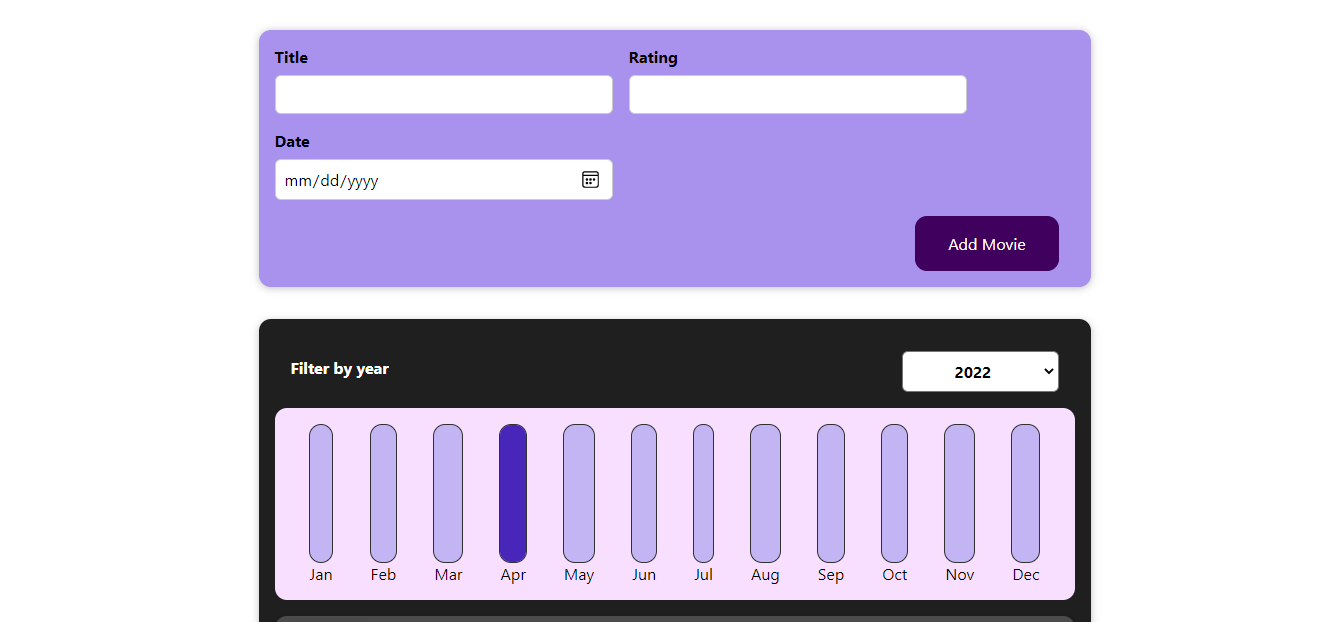 Title Rating
Date
mm/dd/yyyy
Add Movie
Filter by year 2022
Jan Feb Mar Apr May Jun Jul Aug Sep Oct Nov Dec